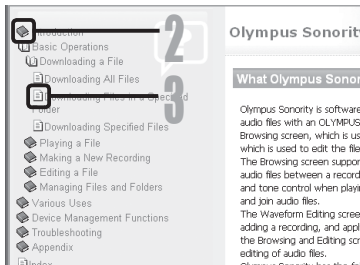 Introduction
Basic Operations
Downloading a File
Downloading All Files
Downloading Files in a Specified
Folder
Downloading Specified Files
Playing a File
Making a New Recording
Editing a File
Managing Files and Folders
Various Uses
Device Management Functions
Troubleshooting
Appendix
Index
2
3
Olympus Sonority
What Olympus Sonor
Olympus Sonority is software
audio files with an OLYMPUS
Browsing screen, which is us
which is used to edit the file
The Browsing screen suppor
audio files between a record
and tone control when playi
and join audio files.
The Waveform Editing scree
adding a recording, and appl
the Browsing and Editing scr
editing of audio files.